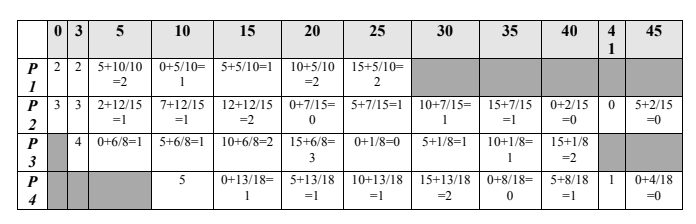 0 3 5 10 15 20 25 30 35 40 4 45
1
P 2 2 5+10/10 0+5/10= 5+5/10=1 10+5/10 15+5/10=
1 =2 1 =2 2
P 3 3 2+12/15 7+12/15 12+12/15 0+7/15= 5+7/15=1 10+7/15= 15+7/15 0+2/15 0 5+2/15
2 =1 =1 =2 0 1 =1 =0 =0
P 4 0+6/8=1 5+6/8=1 10+6/8=2 15+6/8= 0+1/8=0 5+1/8=1 10+1/8= 15+1/8
3 3 1 =2
P 5 0+13/18= 5+13/18 10+13/18 15+13/18 0+8/18= 5+8/18 1 0+4/18
4 1 =1 =1 =2 0 =1 =0